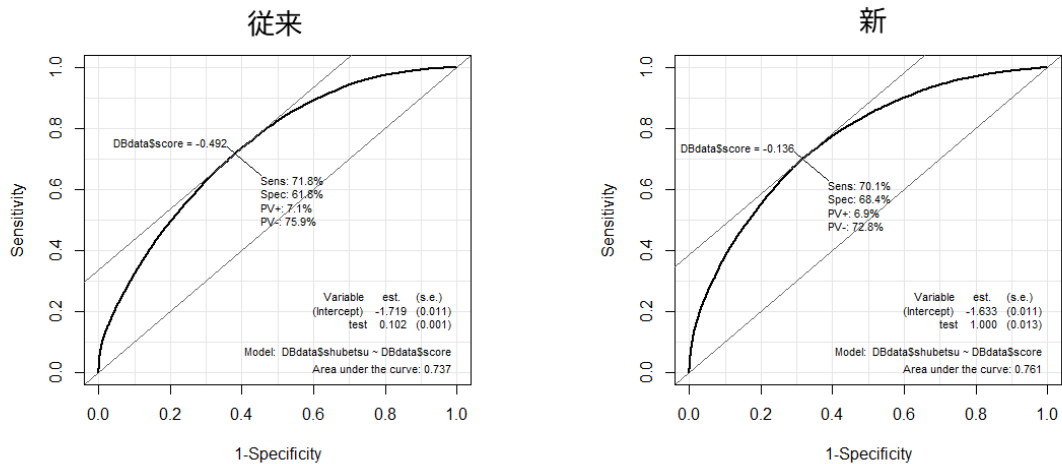 従来
DBdata$score = -0.492
Sens: 71.8%
Spec: 61.8%
PV+: 7.1%
PV-: 75.9%
Variable est. (s.e.)
(Intercept) -1.719 (0.011)
test 0.102 (0.001)
Model: DBdata$shubetsu ~ DBdata$score
Area under the curve: 0.737
Sensitivity
0.0 0.2 0.4 0.6 0.8 1.0
0.0 0.2 0.4 0.6 0.8 1.0
1-Specificity
新
DBdata$score = -0.136
Sens: 70.1%
Spec: 68.4%
PV+: 6.9%
PV-: 72.8%
Variable est. (s.e.)
(Intercept) -1.633 (0.011)
test 1.000 (0.013)
Model: DBdata$shubetsu ~ DBdata$score
Area under the curve: 0.761
Sensitivity
0.0 0.2 0.4 0.6 0.8 1.0
0.0 0.2 0.4 0.6 0.8 1.0
1-Specificity